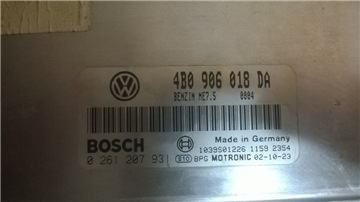 4B0 906 018 DA
BENZIN ME7.5 0004
BOSCH
Made in Germany
1039S01226 1159 2354
0 261 207 931
BPG MOTRONIC 02-10-23